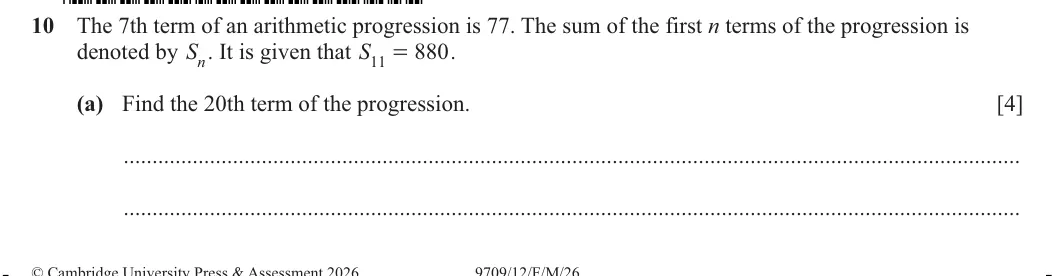 10 The 7th term of an arithmetic progression is 77. The sum of the first n terms of the progression is
denoted by Sₙ. It is given that S₁₁ = 880.
(a) Find the 20th term of the progression. [4]
................................................................................................................................................................
................................................................................................................................................................
© Cambridge University Press & Assessment 2026 9709/12/F/M/26